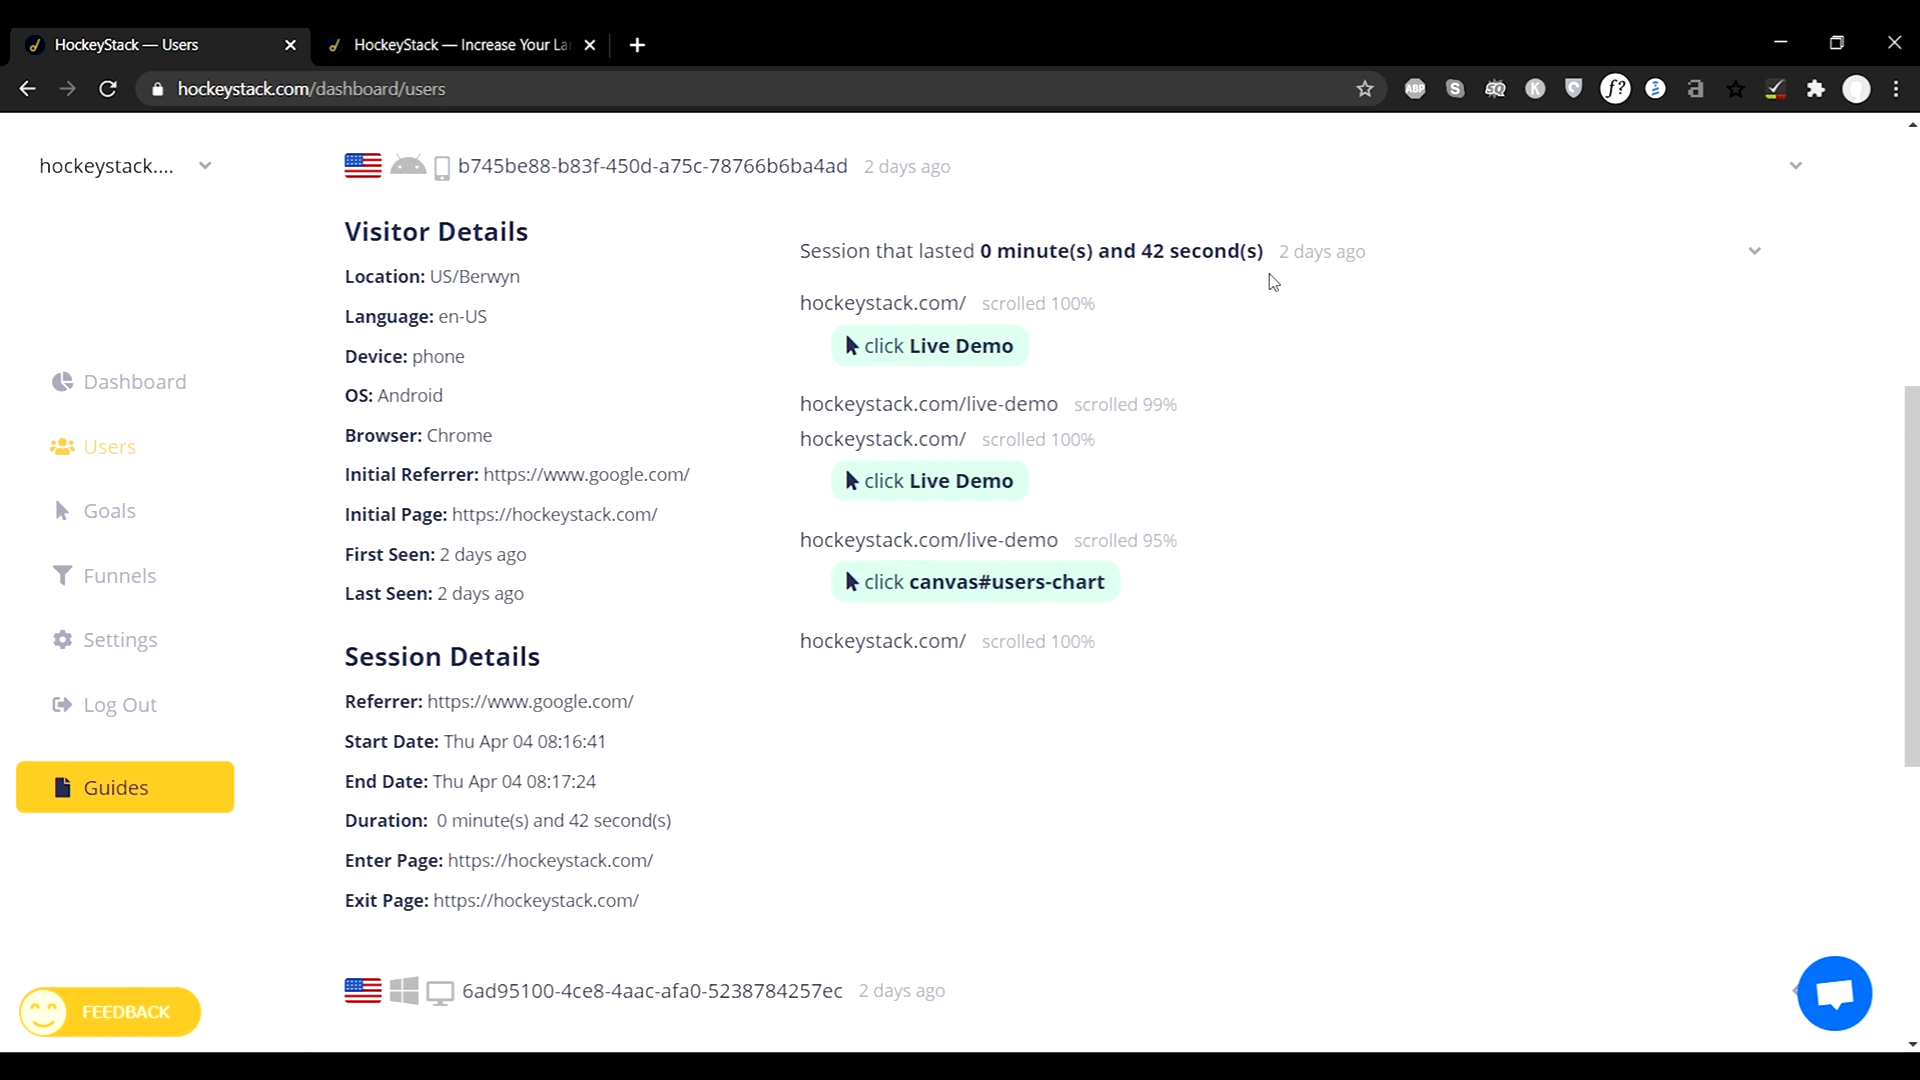 HockeyStack — Users
HockeyStack — Increase Your La
hockeystack.com/dashboard/users
hockeystack....
b745be88-b83f-450d-a75c-78766b6ba4ad 2 days ago
Visitor Details
Location: US/Berwyn
Language: en-US
Device: phone
OS: Android
Browser: Chrome
Initial Referrer: https://www.google.com/
Initial Page: https://hockeystack.com/
First Seen: 2 days ago
Last Seen: 2 days ago
Session Details
Referrer: https://www.google.com/
Start Date: Thu Apr 04 08:16:41
End Date: Thu Apr 04 08:17:24
Duration: 0 minute(s) and 42 second(s)
Enter Page: https://hockeystack.com/
Exit Page: https://hockeystack.com/
Session that lasted 0 minute(s) and 42 second(s) 2 days ago
hockeystack.com/ scrolled 100%
click Live Demo
hockeystack.com/live-demo scrolled 99%
hockeystack.com/ scrolled 100%
click Live Demo
hockeystack.com/live-demo scrolled 95%
click canvas#users-chart
hockeystack.com/ scrolled 100%
Dashboard
Users
Goals
Funnels
Settings
Log Out
Guides
FEEDBACK
6ad95100-4ce8-4aac-afa0-5238784257ec 2 days ago
ABP
S
K
f?
a